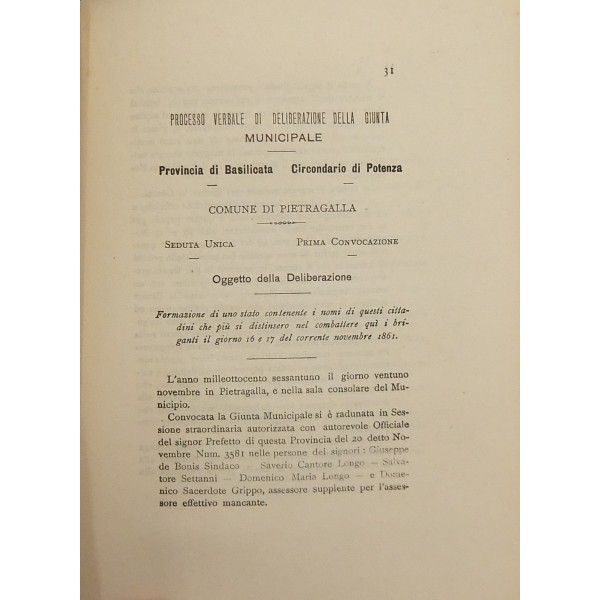 31
PROCESSO VERBALE DI DELIBERAZIONE DELLA GIUNTA
MUNICIPALE
Provincia di Basilicata Circondario di Potenza
COMUNE DI PIETRAGALLA
SEDUTA UNICA PRIMA CONVOCAZIONE
Oggetto della Deliberazione
Formazione di uno stato contenente i nomi di questi citta-
dini che più si distinsero nel combattere quì i bri-
ganti il giorno 16 e 17 del corrente novembre 1861.
L'anno milleottocento sessantuno il giorno ventuno
novembre in Pietragalla, e nella sala consolare del Mu-
nicipio.
Convocata la Giunta Municipale si è radunata in Ses-
sione straordinaria autorizzata con autorevole Officiale
del signor Prefetto di questa Provincia del 20 detto No-
vembre Num. 3581 nelle persone dei signori : Giuseppe
de Bonis Sindaco — Saverio Cantore Longo — Salva-
tore Settanni — Domenico Maria Longo — e Dome-
nico Sacerdote Grippo, assessore suppiente per l'asses-
sore effettivo mancante.